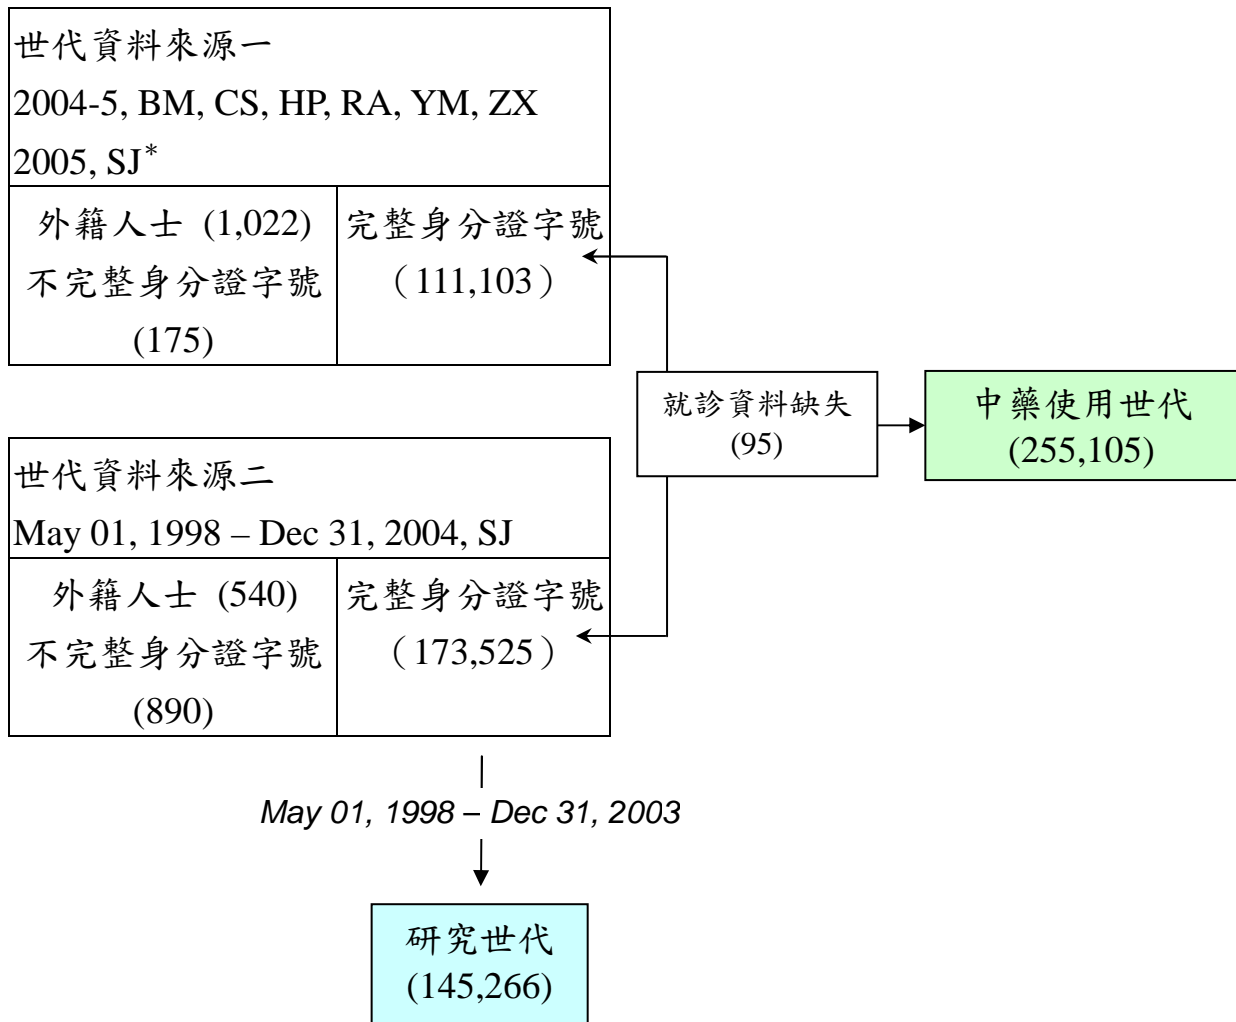 世代資料來源一
2004-5, BM, CS, HP, RA, YM, ZX
2005, SJ*
外籍人士 (1,022)
不完整身分證字號
(175)
完整身分證字號
（111,103）
就診資料缺失
(95)
中藥使用世代
(255,105)
世代資料來源二
May 01, 1998 – Dec 31, 2004, SJ
外籍人士 (540)
不完整身分證字號
(890)
完整身分證字號
（173,525）
May 01, 1998 – Dec 31, 2003
研究世代
(145,266)